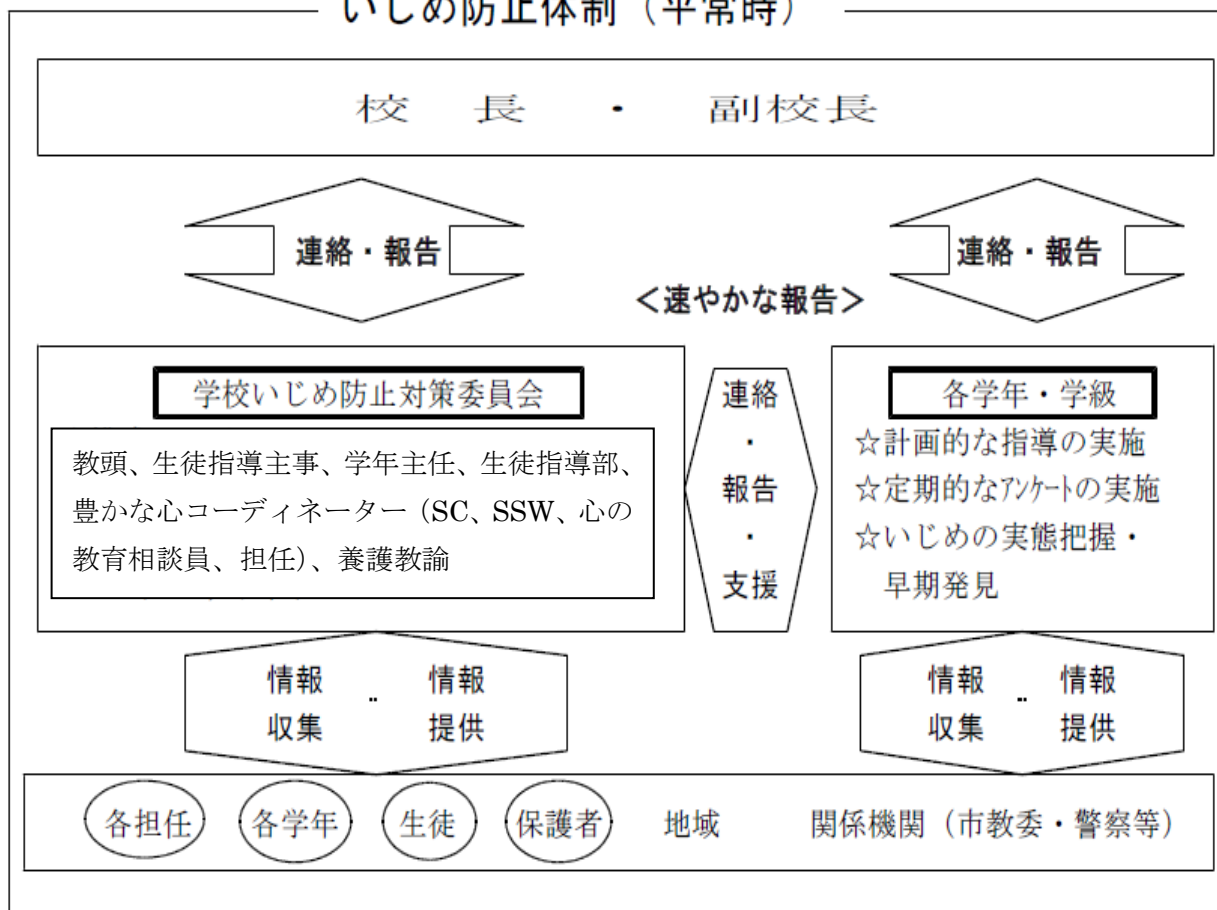 いじめ防止体制（平常時）
校　長　・　副校長
連絡・報告
連絡・報告
＜速やかな報告＞
学校いじめ防止対策委員会
教頭、生徒指導主事、学年主任、生徒指導部、
豊かな心コーディネーター（SC、SSW、心の
教育相談員、担任）、養護教諭
連絡
・
報告
・
支援
各学年・学級
☆計画的な指導の実施
☆定期的なｱﾝｹｰﾄの実施
☆いじめの実態把握・
早期発見
情報　‥　情報
収集　　　提供
情報　‥　情報
収集　　　提供
各担任　各学年　生徒　保護者　地域　関係機関（市教委・警察等）